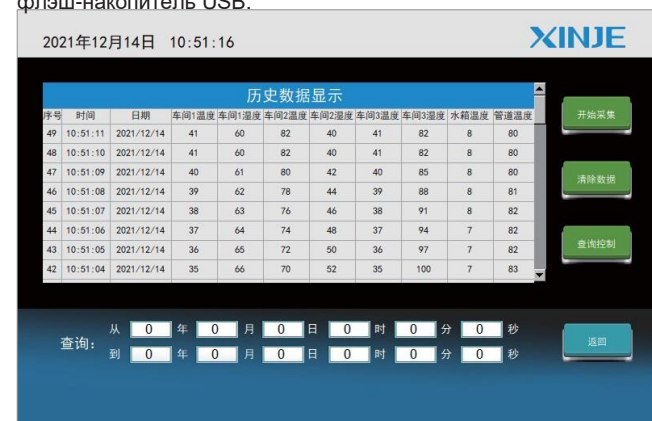 флэш-накопитель USB.
2021年12月14日 10:51:16 XINJE
历史数据显示
序号 时间 日期 车间1温度 车间1湿度 车间2温度 车间2湿度 车间3温度 车间3湿度 水箱温度 管道温度
49 10:51:11 2021/12/14 41 60 82 40 41 82 8 80
48 10:51:10 2021/12/14 41 60 82 40 41 82 8 80
47 10:51:09 2021/12/14 40 61 80 42 40 85 8 80
46 10:51:08 2021/12/14 39 62 78 44 39 88 8 81
45 10:51:07 2021/12/14 38 63 76 46 38 91 8 82
44 10:51:06 2021/12/14 37 64 74 48 37 94 7 82
43 10:51:05 2021/12/14 36 65 72 50 36 97 7 82
42 10:51:04 2021/12/14 35 66 70 52 35 100 7 83
开始采集
清除数据
查询控制
查询:
从 0 年 0 月 0 日 0 时 0 分 0 秒
到 0 年 0 月 0 日 0 时 0 分 0 秒
返回